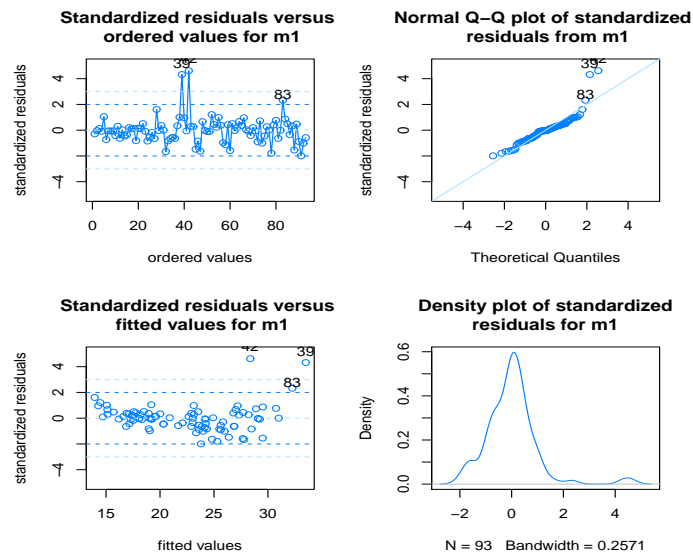 Standardized residuals versus
ordered values for m1
standardized residuals
4
2
0
−4
39
42
83
0 20 40 60 80
ordered values
Normal Q−Q plot of standardized
residuals from m1
standardized residuals
4
2
0
−4
39
42
83
−4 −2 0 2 4
Theoretical Quantiles
Standardized residuals versus
fitted values for m1
standardized residuals
4
2
0
−4
42
39
83
15 20 25 30
fitted values
Density plot of standardized
residuals for m1
Density
0.6
0.4
0.2
0.0
−2 0 2 4
N = 93 Bandwidth = 0.2571